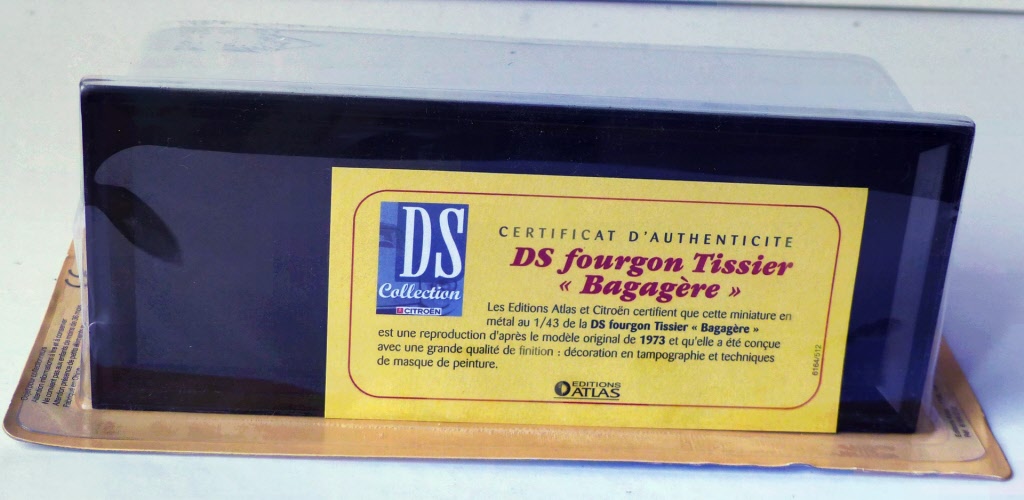 DS
Collection
CITROËN
CERTIFICAT D'AUTHENTICITE
DS fourgon Tissier
« Bagagère »
Les Editions Atlas et Citroën certifient que cette miniature en
métal au 1/43 de la DS fourgon Tissier « Bagagère »
est une reproduction d'après le modèle original de 1973 et qu'elle a été conçue
avec une grande qualité de finition : décoration en tampographie et techniques
de masque de peinture.
EDITIONS
ATLAS